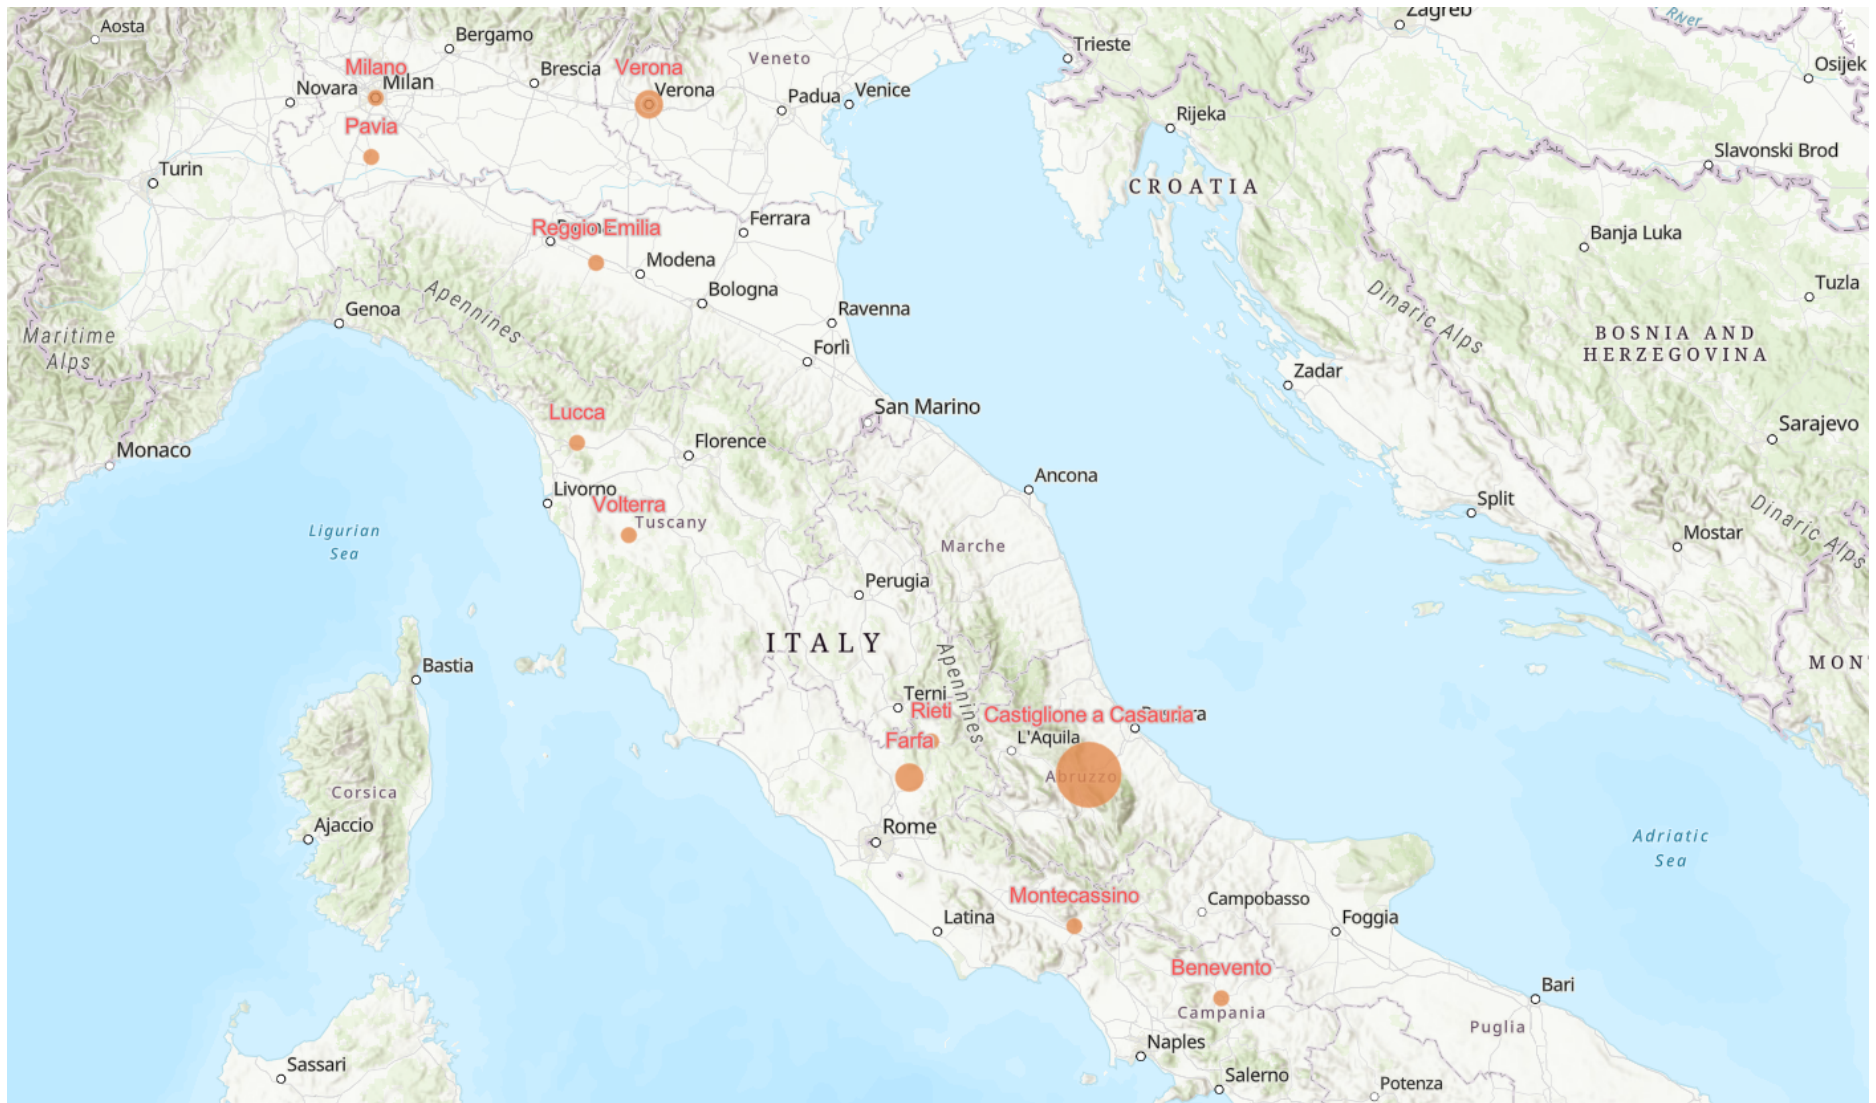 Zagreb
River
Aosta
Bergamo
Trieste
Veneto
Osijek
Milano
Brescia
Verona
Novara
Milan
Verona
Padua
Venice
Rijeka
Pavia
Slavonski Brod
Turin
CROATIA
Ferrara
Reggio Emilia
Banja Luka
Modena
Tuzla
Bologna
Apennines
Dinaric Alps
Genoa
Ravenna
Maritime
Alps
BOSNIA AND
HERZEGOVINA
Forlì
Zadar
San Marino
Lucca
Sarajevo
Florence
Monaco
Ancona
Livorno
Volterra
Split
Tuscany
Ligurian
Sea
Dinaric Alps
Mostar
Marche
Perugia
ITALY
Apennines
Bastia
MON
Terni
Rieti
Castiglione a Casauria
Farfa
L'Aquila
Abruzzo
Corsica
Ajaccio
Rome
Adriatic
Sea
Montecassino
Campobasso
Latina
Foggia
Benevento
Bari
Campania
Puglia
Naples
Sassari
Salerno
Potenza